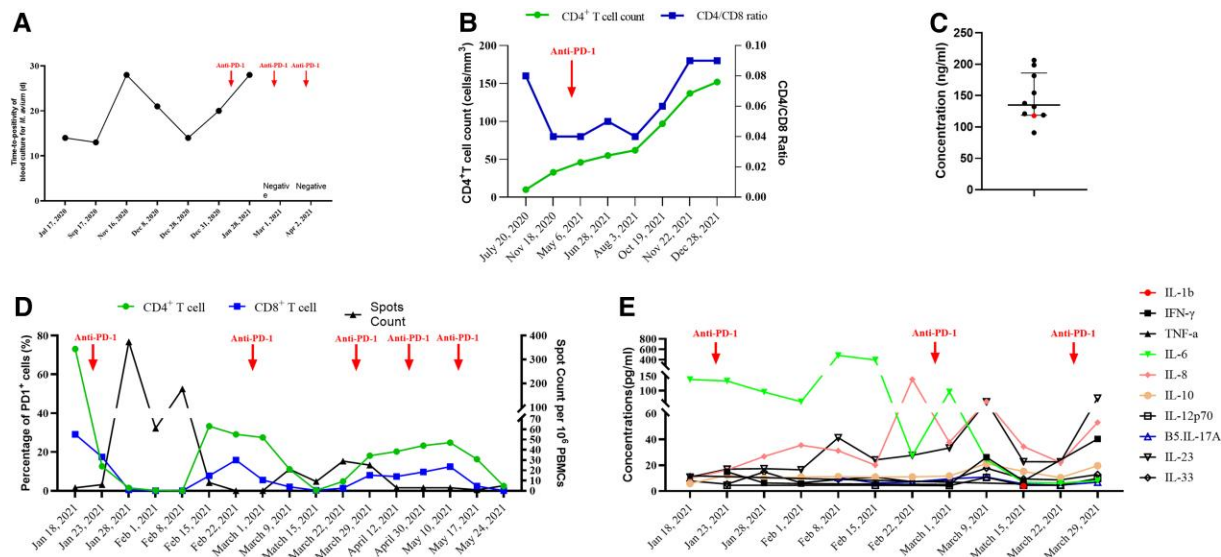 A
Time-to-positivity of
blood culture for M. avium (d)
30
20
10
0
Anti-PD-1
Anti-PD-1
Anti-PD-1
Negativ
e
Negative
Jul 17, 2020
Sep 17, 2020
Nov 16, 2020
Dec 8, 2020
Dec 28, 2020
Dec 31, 2020
Jan 28, 2021
Mar 1, 2021
Apr 2, 2021
B
CD4⁺ T cell count
CD4/CD8 ratio
CD4⁺T cell count (cells/mm³)
200
150
100
50
0
Anti-PD-1
0.10
0.08
0.06
0.04
0.02
0.00
CD4/CD8 Ratio
July 20, 2020
Nov 18, 2020
May 6, 2021
Jun 28, 2021
Aug 3, 2021
Oct 19, 2021
Nov 22, 2021
Dec 28, 2021
C
Concentration (ng/ml)
250
200
150
100
50
0
D
CD4⁺ T cell
CD8⁺ T cell
Spots
Count
Percentage of PD1⁺ cells (%)
80
60
40
20
0
Anti-PD-1
Anti-PD-1
Anti-PD-1
Anti-PD-1
Anti-PD-1
400
300
200
100
70
60
50
40
30
20
10
0
Spot Count per 10⁶ PBMCs
Jan 18, 2021
Jan 23, 2021
Jan 28, 2021
Feb 1, 2021
Feb 8, 2021
Feb 15, 2021
Feb 22, 2021
March 1, 2021
March 9, 2021
March 15, 2021
March 22, 2021
March 29, 2021
April 12, 2021
April 30, 2021
May 10, 2021
May 17, 2021
May 24, 2021
E
Concentrations(pg/ml)
800
600
400
150
100
60
40
20
0
Anti-PD-1
Anti-PD-1
Anti-PD-1
Jan 18, 2021
Jan 23, 2021
Jan 28, 2021
Feb 1, 2021
Feb 8, 2021
Feb 15, 2021
Feb 22, 2021
March 1, 2021
March 9, 2021
March 15, 2021
March 22, 2021
March 29, 2021
IL-1b
IFN-γ
TNF-a
IL-6
IL-8
IL-10
IL-12p70
B5.IL-17A
IL-23
IL-33